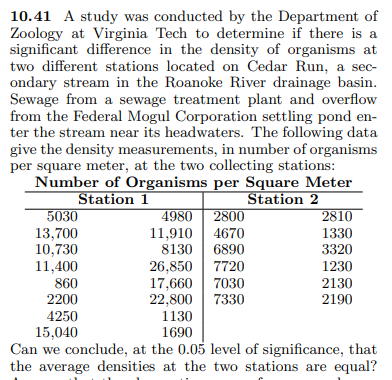 10.41 A study was conducted by the Department of
Zoology at Virginia Tech to determine if there is a
significant difference in the density of organisms at
two different stations located on Cedar Run, a sec-
ondary stream in the Roanoke River drainage basin.
Sewage from a sewage treatment plant and overflow
from the Federal Mogul Corporation settling pond en-
ter the stream near its headwaters. The following data
give the density measurements, in number of organisms
per square meter, at the two collecting stations:
Number of Organisms per Square Meter
Station 1 Station 2
5030 4980 2800 2810
13,700 11,910 4670 1330
10,730 8130 6890 3320
11,400 26,850 7720 1230
860 17,660 7030 2130
2200 22,800 7330 2190
4250 1130
15,040 1690
Can we conclude, at the 0.05 level of significance, that
the average densities at the two stations are equal?